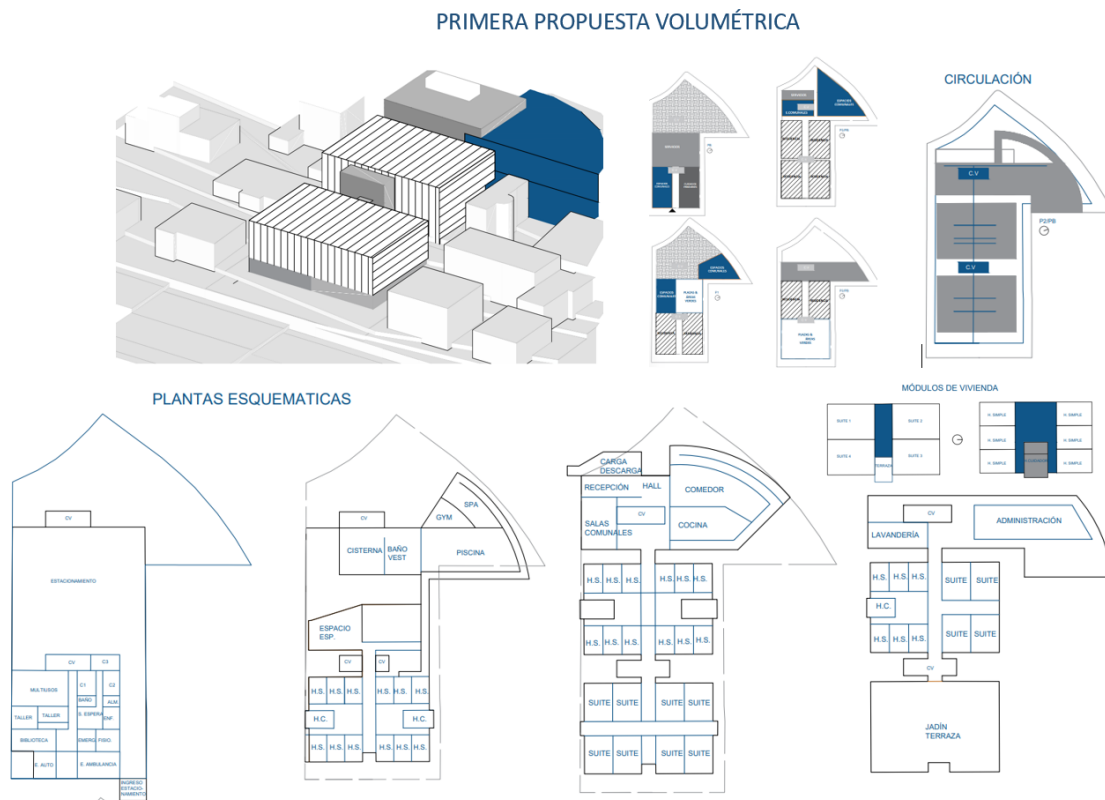 PRIMERA PROPUESTA VOLUMÉTRICA
CIRCULACIÓN
C.V
P2/PB
C.V
ESPACIOS
COMUNALES
MÓDULOS DE VIVIENDA
SUITE 1
SUITE 2
SUITE 4
SUITE 3
TERRAZA
H. SIMPLE
H. SIMPLE
H. SIMPLE
H. SIMPLE
H. SIMPLE
H. SIMPLE
PLANTAS ESQUEMATICAS
CV
ESTACIONAMIENTO
CV
C3
MULTIUSOS
C1
C2
BAÑO
ALM.
TALLER
TALLER
S. ESPERA
ENF.
BIBLIOTECA
EMERG
FISIO.
E. AUTO
E. AMBULANCIA
INGRESO
ESTACIO-
NAMIENTO
CV
SPA
GYM
CISTERNA
BAÑO
VEST
PISCINA
ESPACIO
ESP.
CV
CV
H.S. H.S. H.S.
H.S. H.S. H.S.
H.C.
H.C.
H.S. H.S. H.S.
H.S. H.S. H.S.
CARGA
DESCARGA
RECEPCIÓN
HALL
COMEDOR
CV
SALAS
COMUNALES
COCINA
H.S. H.S. H.S.
H.S. H.S. H.S.
H.S. H.S. H.S.
H.S. H.S. H.S.
SUITE SUITE
SUITE SUITE
SUITE SUITE
SUITE SUITE
CV
LAVANDERÍA
ADMINISTRACIÓN
H.S. H.S. H.S.
SUITE SUITE
H.C.
H.S. H.S. H.S.
SUITE SUITE
CV
JADÍN
TERRAZA